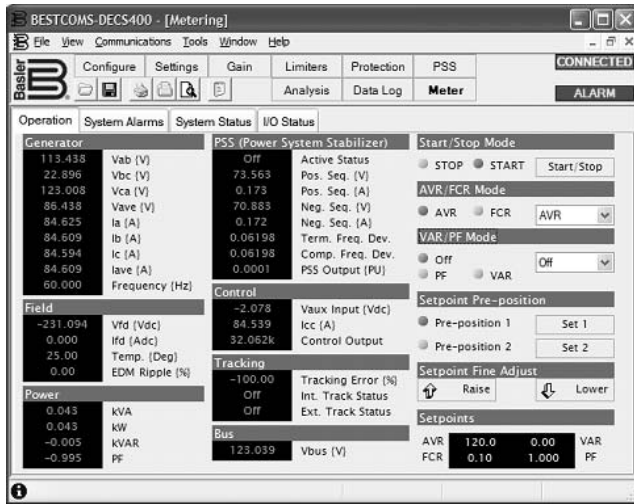 BESTCOMS-DECS400 - [Metering]
File View Communications Tools Window Help
Basler
Configure Settings Gain Limiters Protection PSS
Analysis Data Log Meter
CONNECTED
ALARM
Operation System Alarms System Status I/O Status
Generator
113.438 Vab (V)
22.896 Vbc (V)
123.008 Vca (V)
86.438 Vave (V)
84.625 Ia (A)
84.609 Ib (A)
84.594 Ic (A)
84.609 Iave (A)
60.000 Frequency (Hz)
Field
-231.094 Vfd (Vdc)
0.000 Ifd (Adc)
25.00 Temp. (Deg)
0.00 EDM Ripple (%)
Power
0.043 kVA
0.043 kW
-0.005 kVAR
-0.995 PF
PSS (Power System Stabilizer)
Off Active Status
73.563 Pos. Seq. (V)
0.173 Pos. Seq. (A)
70.883 Neg. Seq. (V)
0.172 Neg. Seq. (A)
0.06198 Term. Freq. Dev.
0.06198 Comp. Freq. Dev.
0.0001 PSS Output (PU)
Control
-2.078 Vaux Input (Vdc)
84.539 Icc (A)
32.062k Control Output
Tracking
-100.00 Tracking Error (%)
Off Int. Track Status
Off Ext. Track Status
Bus
123.039 Vbus (V)
Start/Stop Mode
STOP START Start/Stop
AVR/FCR Mode
AVR FCR AVR
VAR/PF Mode
Off
PF VAR
Off
Setpoint Pre-position
Pre-position 1 Set 1
Pre-position 2 Set 2
Setpoint Fine Adjust
Raise Lower
Setpoints
AVR 120.0 0.00 VAR
FCR 0.10 1.000 PF